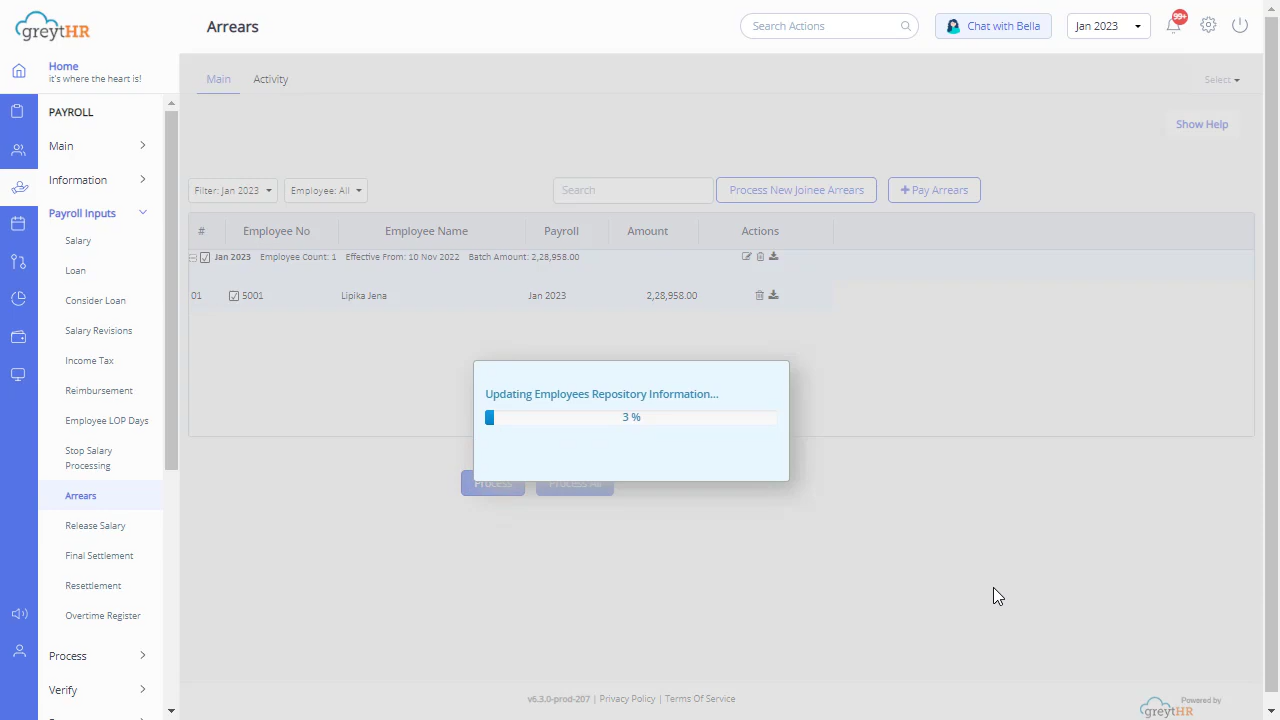 greytHR
Arrears
Search Actions
Chat with Bella
Jan 2023
99+
Home
it's where the heart is!
Main
Activity
Select
PAYROLL
Show Help
Main
Information
Payroll Inputs
Salary
Loan
Consider Loan
Salary Revisions
Income Tax
Reimbursement
Employee LOP Days
Stop Salary
Processing
Arrears
Release Salary
Final Settlement
Resettlement
Overtime Register
Process
Verify
Filter: Jan 2023
Employee: All
Search
Process New Joinee Arrears
+ Pay Arrears
# Employee No Employee Name Payroll Amount Actions
Jan 2023 Employee Count: 1 Effective From: 10 Nov 2022 Batch Amount: 2,28,958.00
01 5001 Lipika Jena Jan 2023 2,28,958.00
Updating Employees Repository Information...
3 %
Process
Process All
v6.3.0-prod-207 | Privacy Policy | Terms Of Service
Powered by
greytHR